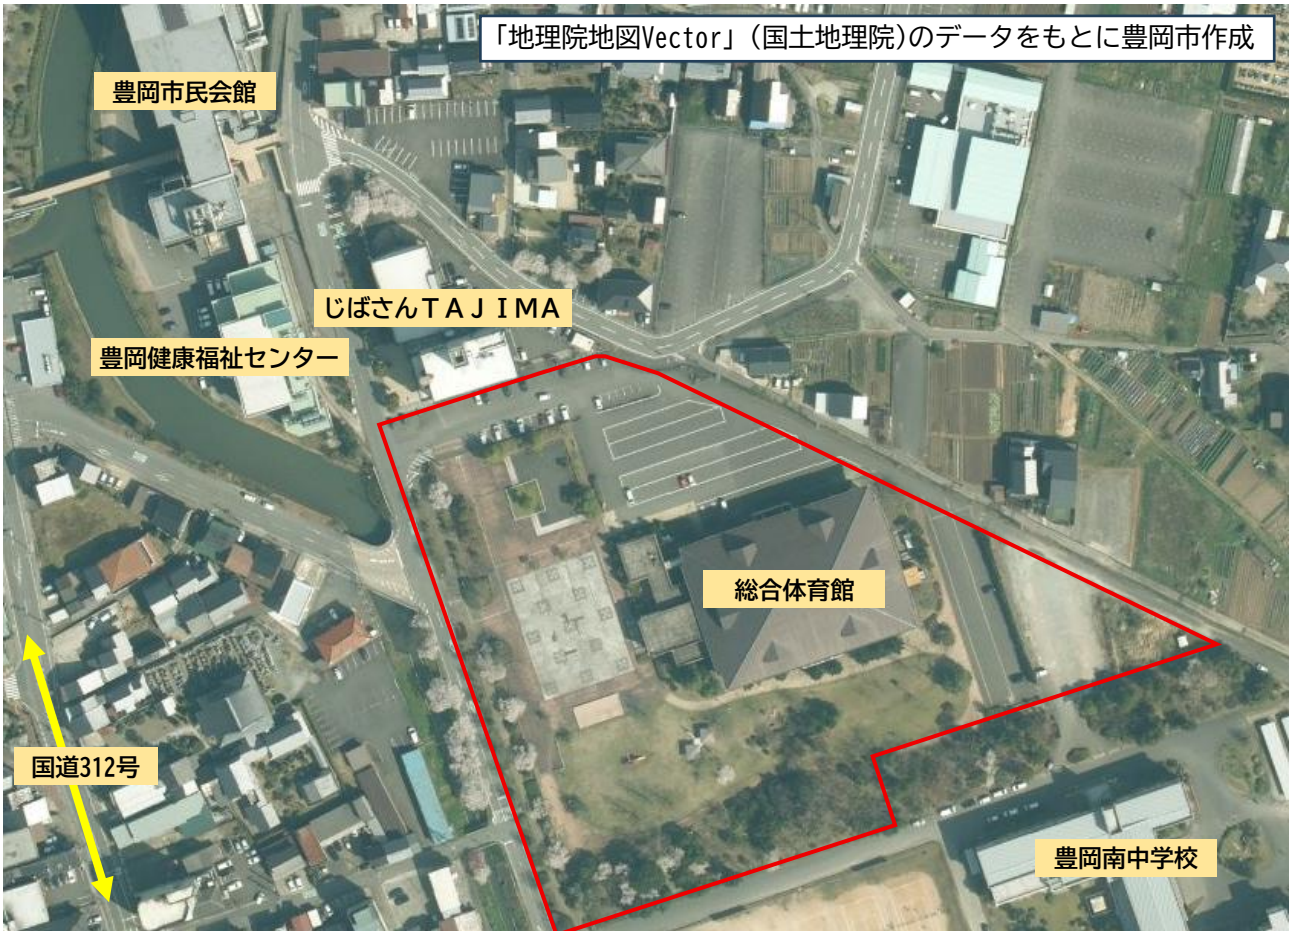 「地理院地図Vector」(国土地理院)のデータをもとに豊岡市作成
豊岡市民会館
じばさんTAJIMA
豊岡健康福祉センター
総合体育館
国道312号
豊岡南中学校